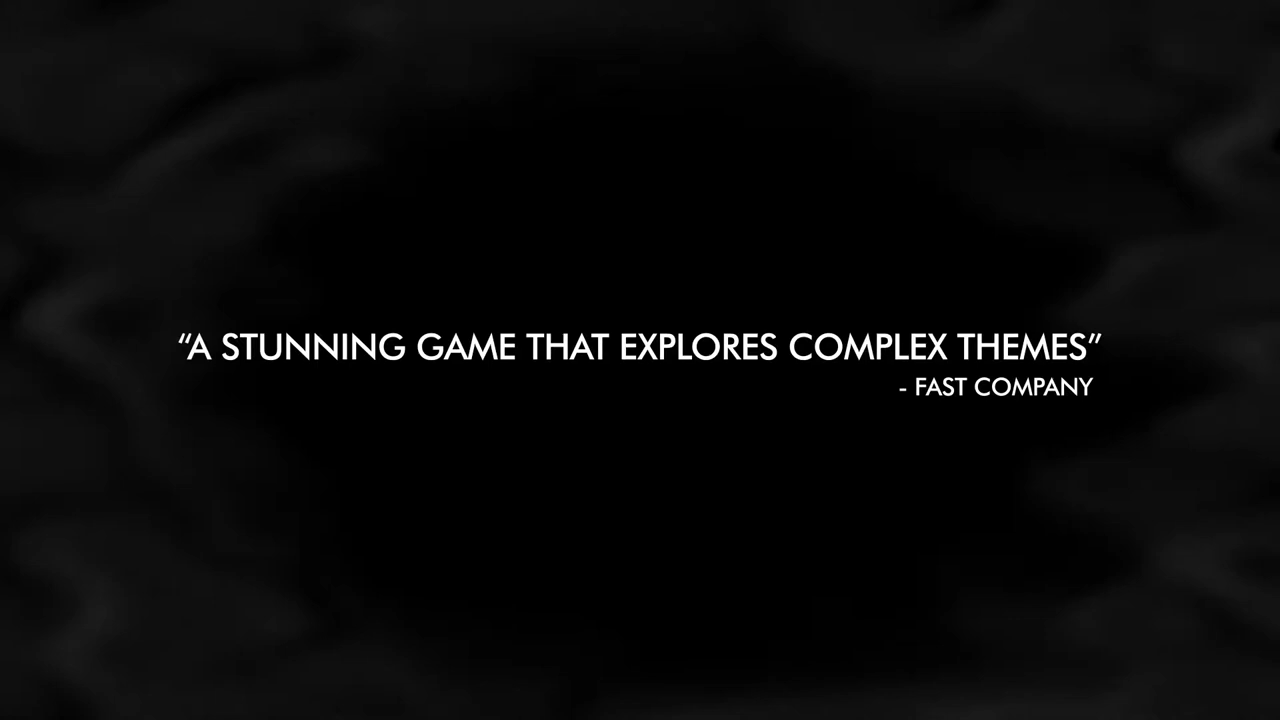 “A STUNNING GAME THAT EXPLORES COMPLEX THEMES”
- FAST COMPANY